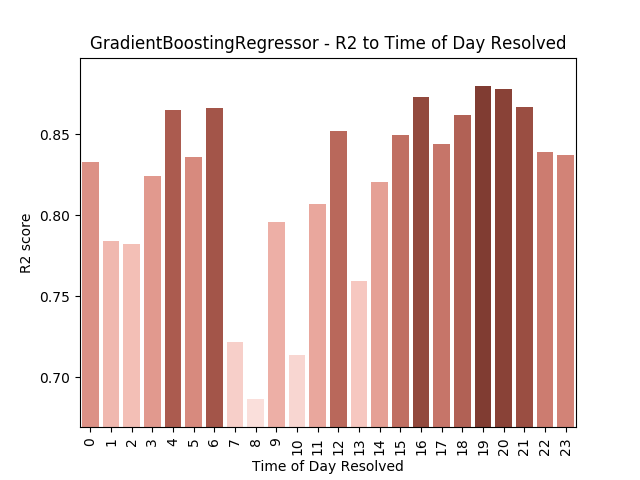 GradientBoostingRegressor - R2 to Time of Day Resolved
R2 score
0.85
0.80
0.75
0.70
0 1 2 3 4 5 6 7 8 9 10 11 12 13 14 15 16 17 18 19 20 21 22 23
Time of Day Resolved